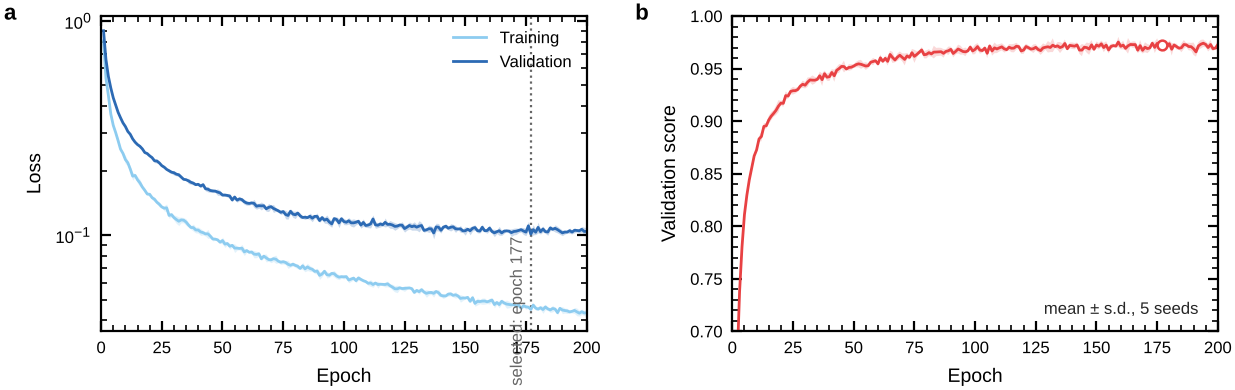 a
10⁰
10⁻¹
Loss
Training
Validation
selected: epoch 177
0 25 50 75 100 125 150 175 200
Epoch
b
1.00
0.95
0.90
0.85
0.80
0.75
0.70
Validation score
mean ± s.d., 5 seeds
0 25 50 75 100 125 150 175 200
Epoch